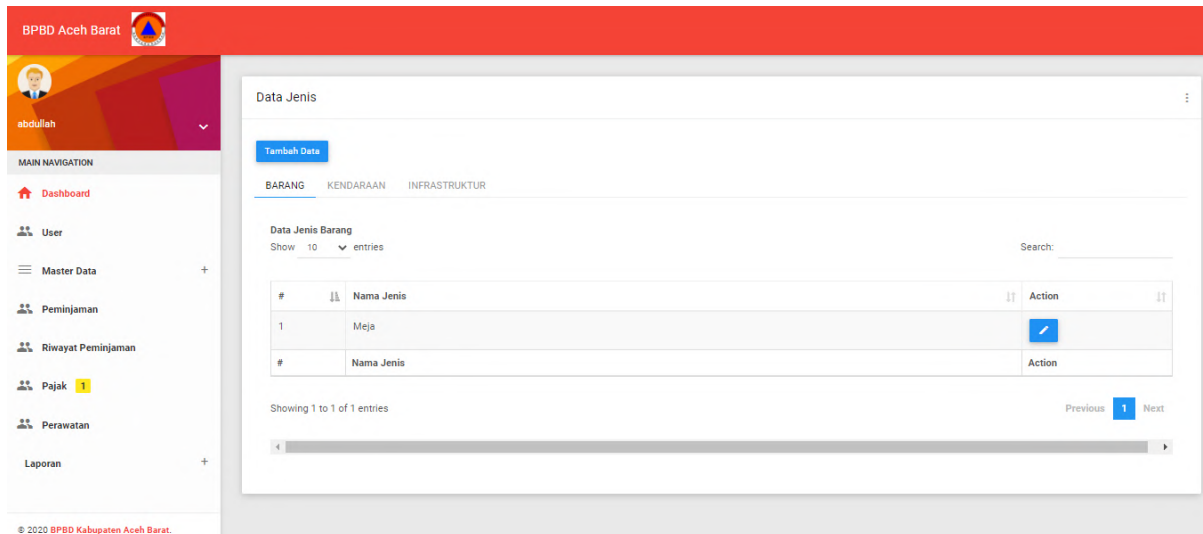 BPBD Aceh Barat
abdullah
MAIN NAVIGATION
Dashboard
User
Master Data +
Peminjaman
Riwayat Peminjaman
Pajak 1
Perawatan
Laporan +
© 2020 BPBD Kabupaten Aceh Barat.
Data Jenis
Tambah Data
BARANG KENDARAAN INFRASTRUKTUR
Data Jenis Barang
Show 10 entries Search:
# Nama Jenis Action
1 Meja
# Nama Jenis Action
Showing 1 to 1 of 1 entries Previous 1 Next